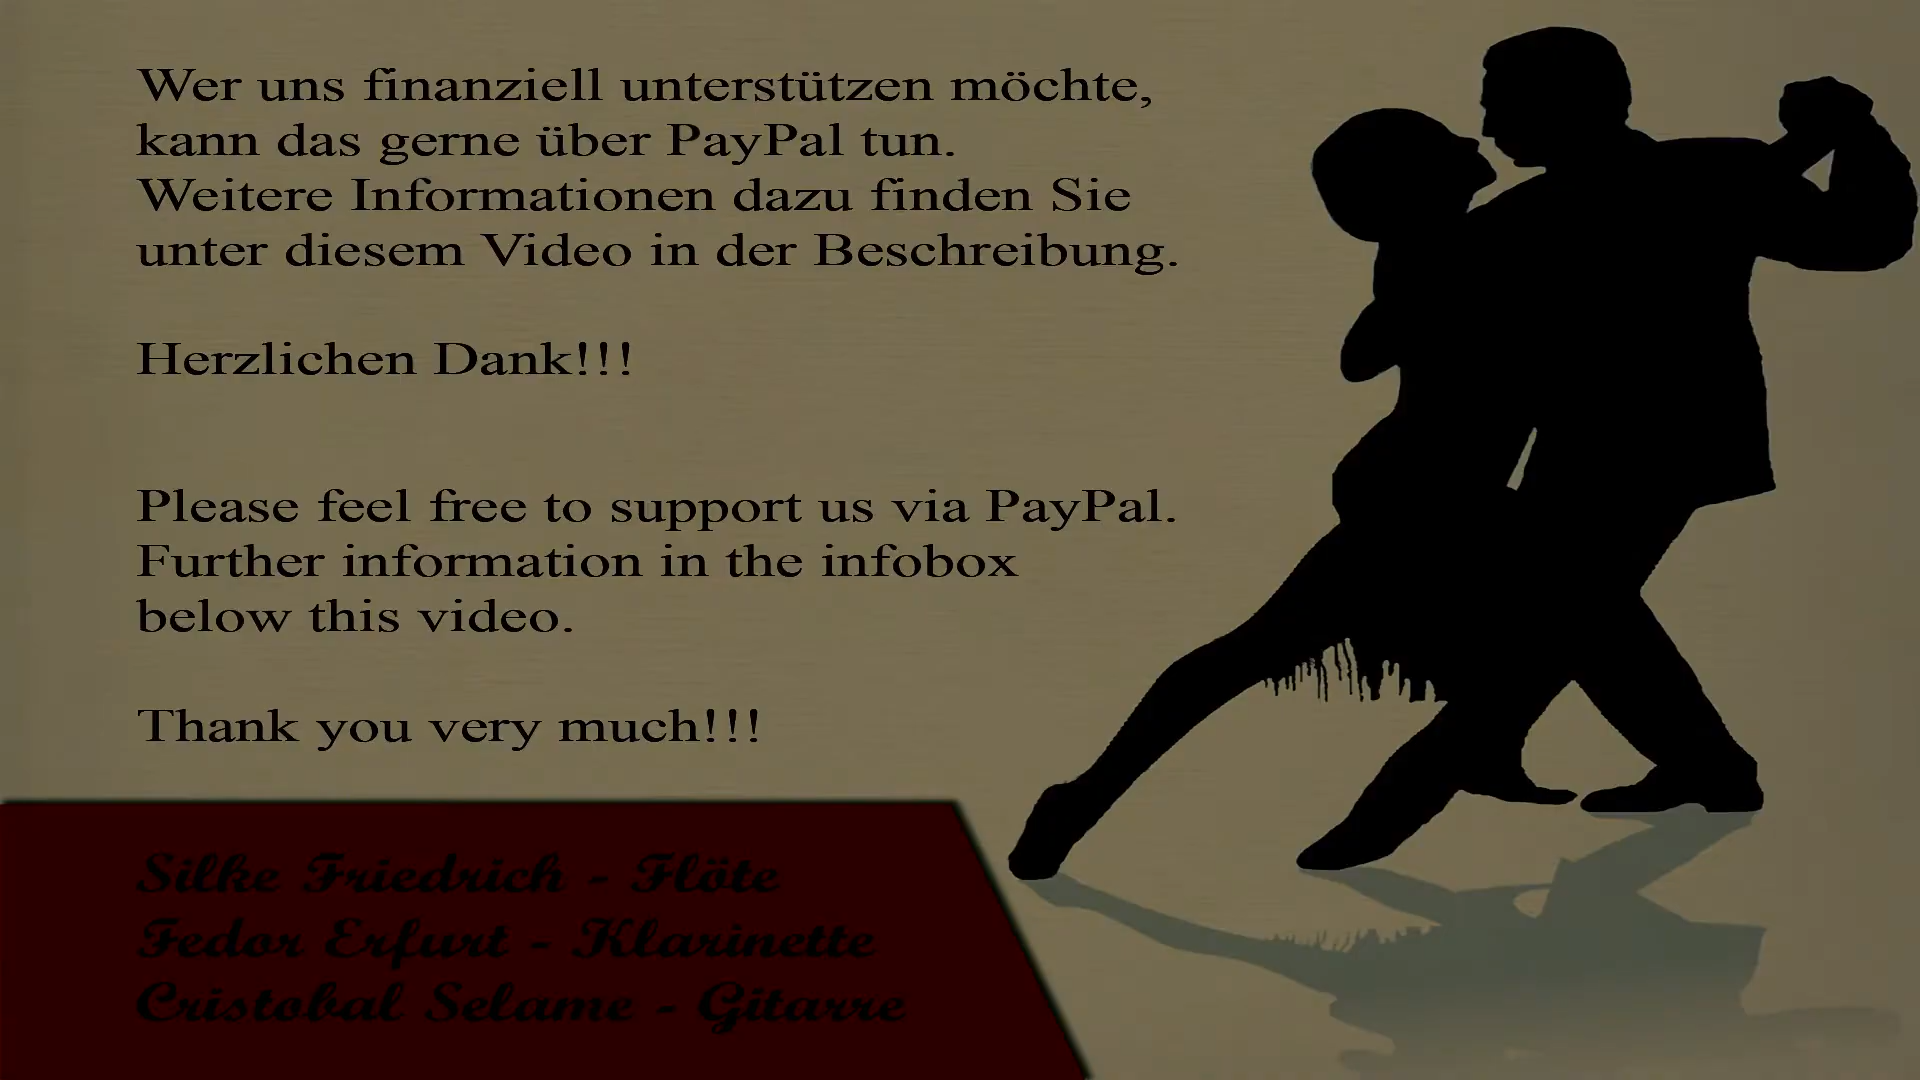 Wer uns finanziell unterstützen möchte,
kann das gerne über PayPal tun.
Weitere Informationen dazu finden Sie
unter diesem Video in der Beschreibung.
Herzlichen Dank!!!
Please feel free to support us via PayPal.
Further information in the infobox
below this video.
Thank you very much!!!
Silke Friedrich - Flöte
Fedor Erfurt - Klarinette
Cristobal Selame - Gitarre